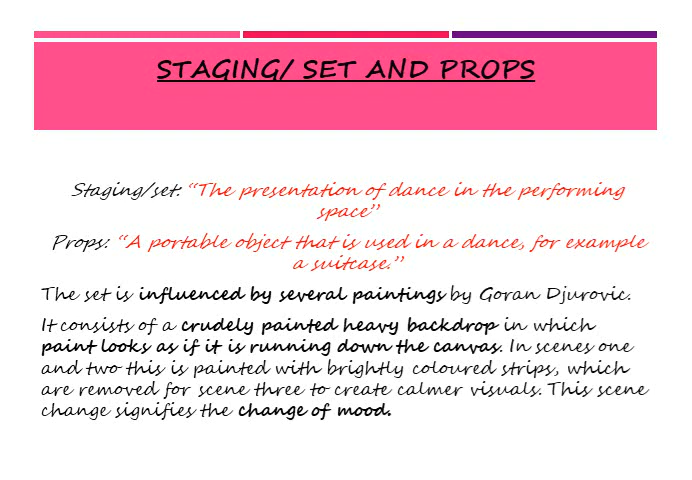 STAGING/ SET AND PROPS
Staging/set: “The presentation of dance in the performing
space”
Props: “A portable object that is used in a dance, for example
a suitcase.”
The set is influenced by several paintings by Goran Djurovic.
It consists of a crudely painted heavy backdrop in which
paint looks as if it is running down the canvas. In scenes one
and two this is painted with brightly coloured strips, which
are removed for scene three to create calmer visuals. This scene
change signifies the change of mood.